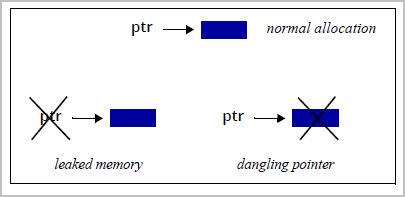 ptr normal allocation
ptr ptr
leaked memory dangling pointer